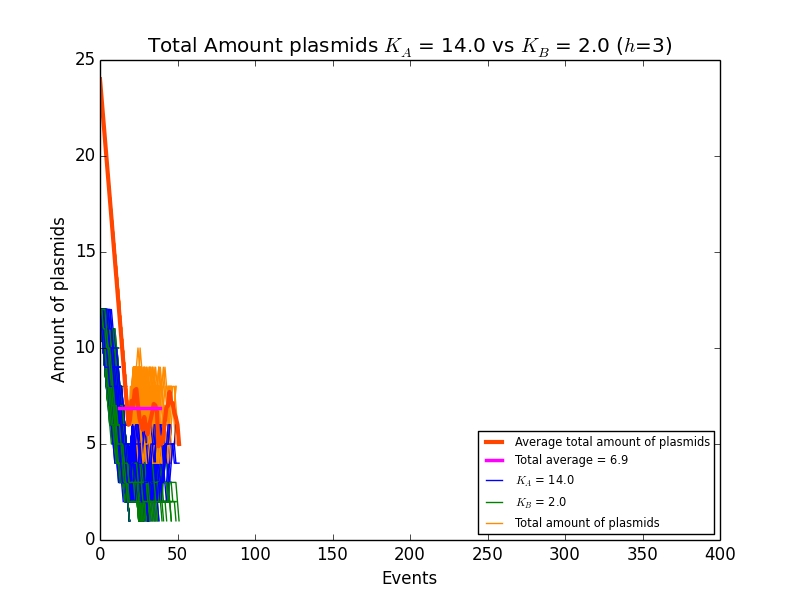 Total Amount plasmids K_A = 14.0 vs K_B = 2.0 (h=3)
25
20
15
10
5
0
Amount of plasmids
Average total amount of plasmids
Total average = 6.9
K_A = 14.0
K_B = 2.0
Total amount of plasmids
0 50 100 150 200 250 300 350 400
Events